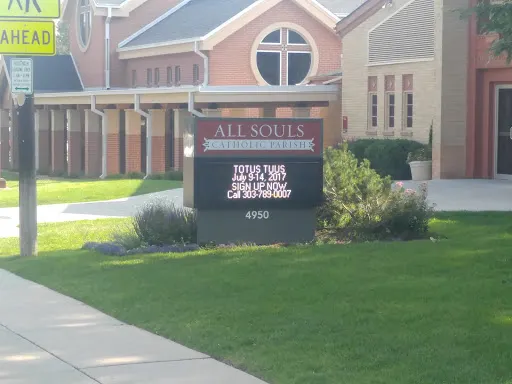 AHEAD
ALL SOULS
CATHOLIC PARISH
TOTUS TUUS
July 9-14, 2017
SIGN UP NOW
Call 303-789-0007
4950